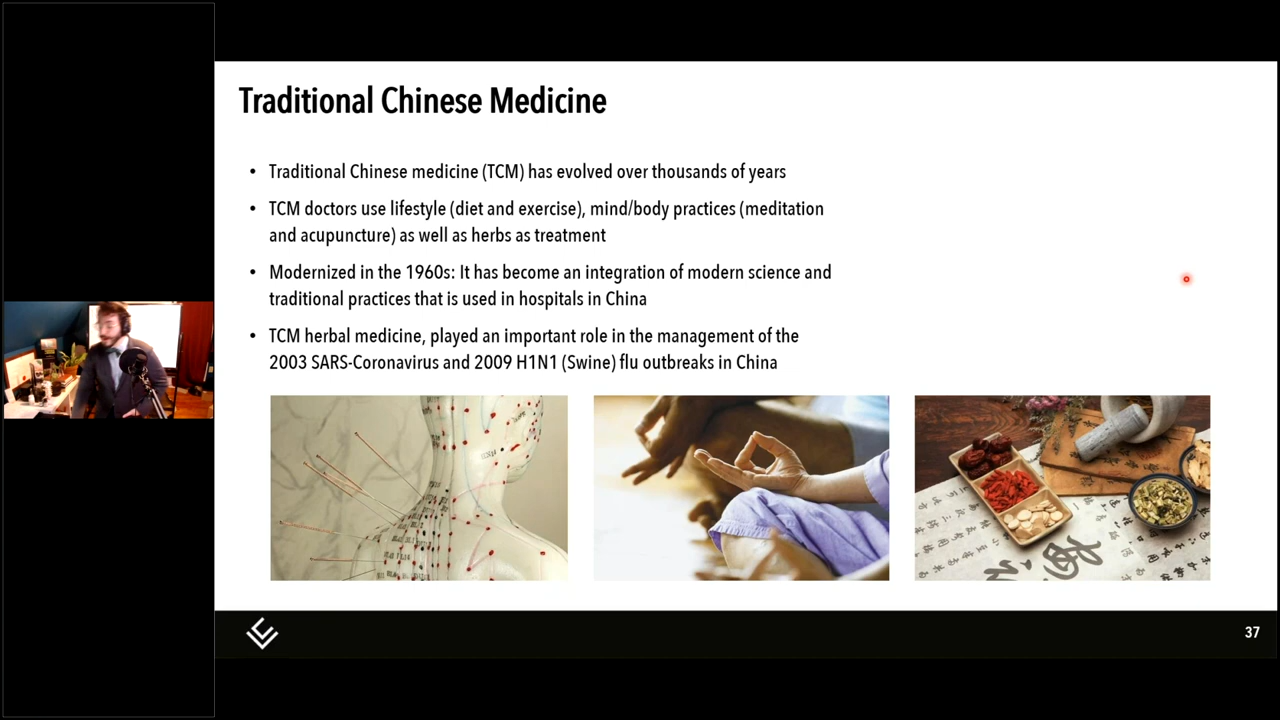 Traditional Chinese Medicine
• Traditional Chinese medicine (TCM) has evolved over thousands of years
• TCM doctors use lifestyle (diet and exercise), mind/body practices (meditation
and acupuncture) as well as herbs as treatment
• Modernized in the 1960s: It has become an integration of modern science and
traditional practices that is used in hospitals in China
• TCM herbal medicine, played an important role in the management of the
2003 SARS-Coronavirus and 2009 H1N1 (Swine) flu outbreaks in China
37